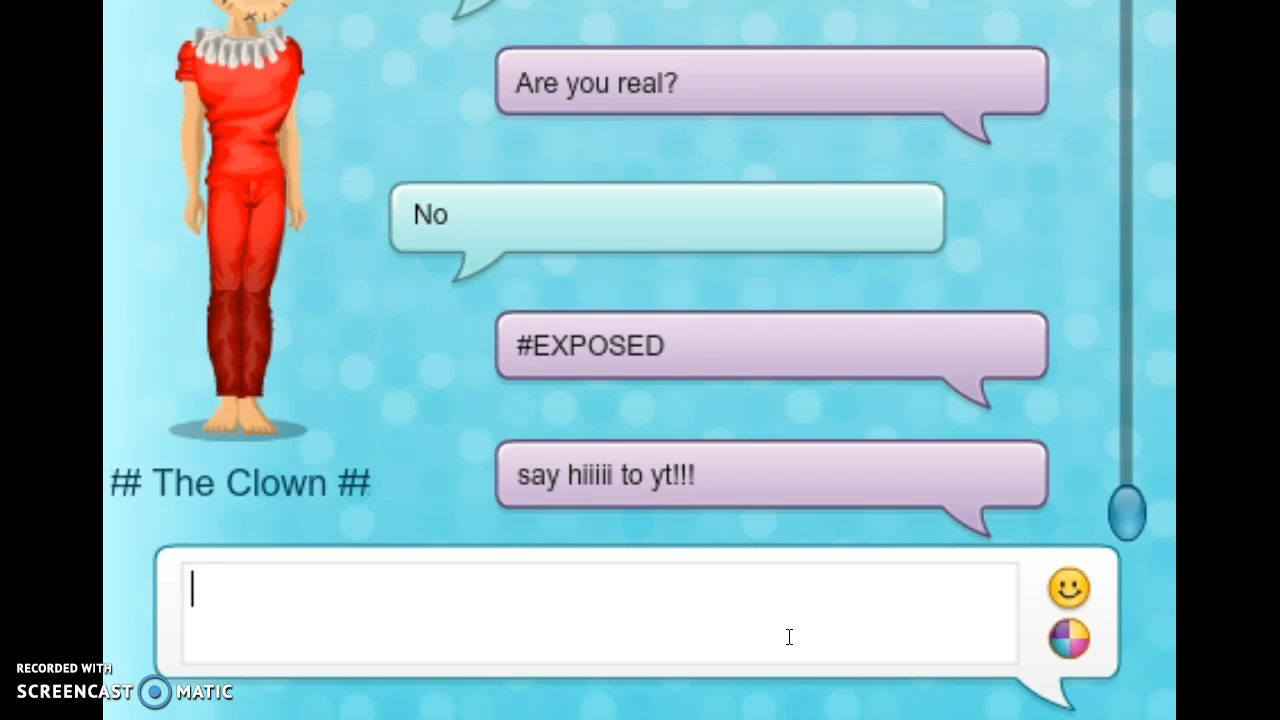 Are you real?
No
#EXPOSED
say hiiiii to yt!!!
## The Clown ##
RECORDED WITH
SCREENCAST MATIC